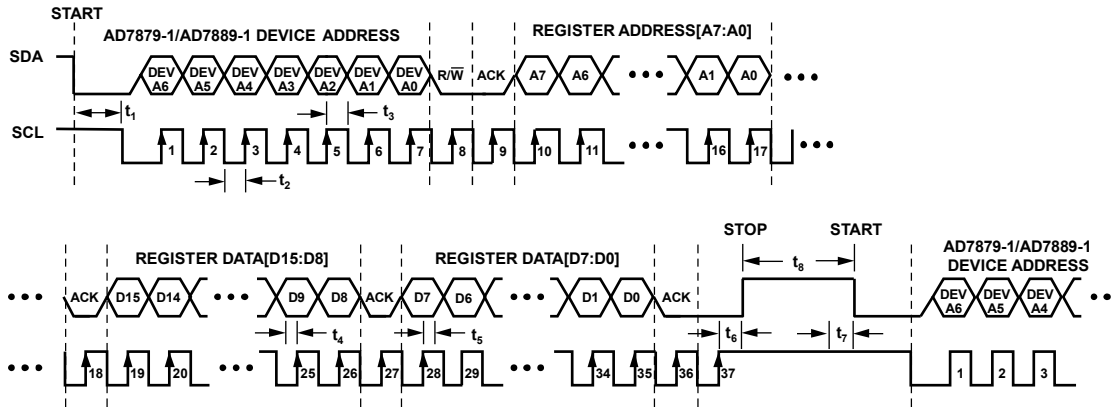 START
AD7879-1/AD7889-1 DEVICE ADDRESS
REGISTER ADDRESS[A7:A0]
SDA
DEV A6 DEV A5 DEV A4 DEV A3 DEV A2 DEV A1 DEV A0 R/W̅ ACK A7 A6 A1 A0
t1 t3
SCL
1 2 3 4 5 6 7 8 9 10 11 16 17
t2
STOP START
REGISTER DATA[D15:D8] REGISTER DATA[D7:D0] t8 AD7879-1/AD7889-1
DEVICE ADDRESS
ACK D15 D14 D9 D8 ACK D7 D6 D1 D0 ACK DEV A6 DEV A5 DEV A4
t4 t5 t6 t7
18 19 20 25 26 27 28 29 34 35 36 37 1 2 3